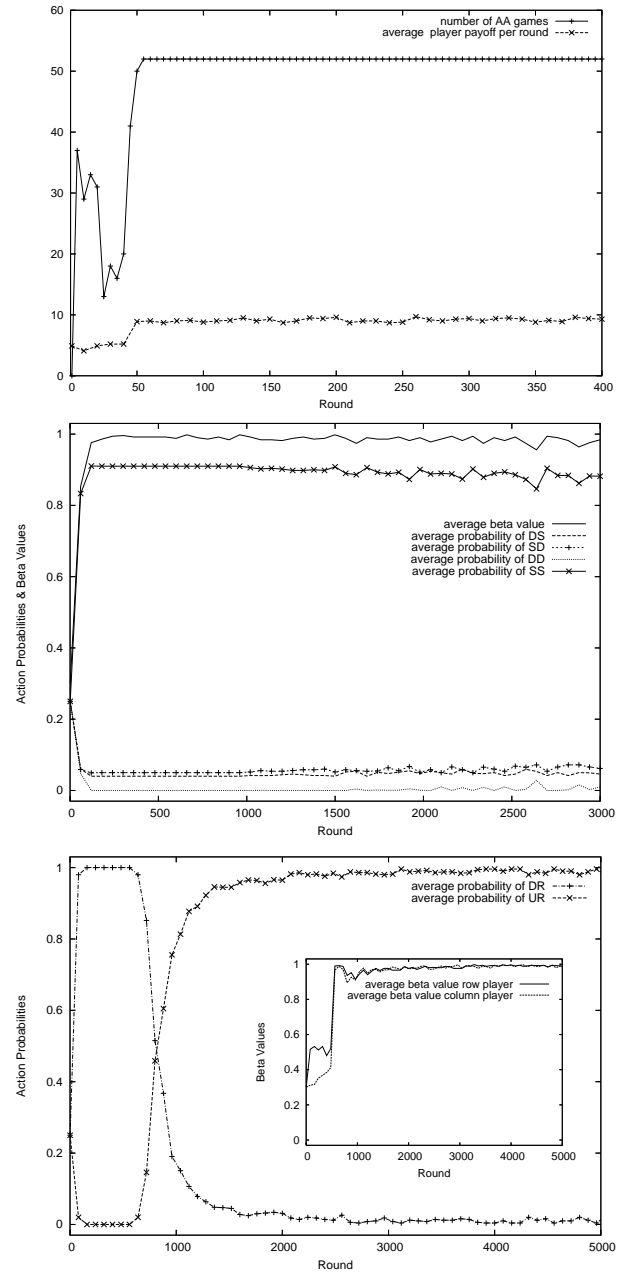 60
50
40
30
20
10
0
number of AA games
average player payoff per round
0 50 100 150 200 250 300 350 400
Round
1
0.8
0.6
0.4
0.2
0
Action Probabilities & Beta Values
average beta value
average probability of DS
average probability of SD
average probability of DD
average probability of SS
0 500 1000 1500 2000 2500 3000
Round
1
0.8
0.6
0.4
0.2
0
Action Probabilities
average probability of DR
average probability of UR
1
0.8
0.6
0.4
0.2
0
Beta Values
average beta value row player
average beta value column player
0 1000 2000 3000 4000 5000
Round
0 1000 2000 3000 4000 5000
Round